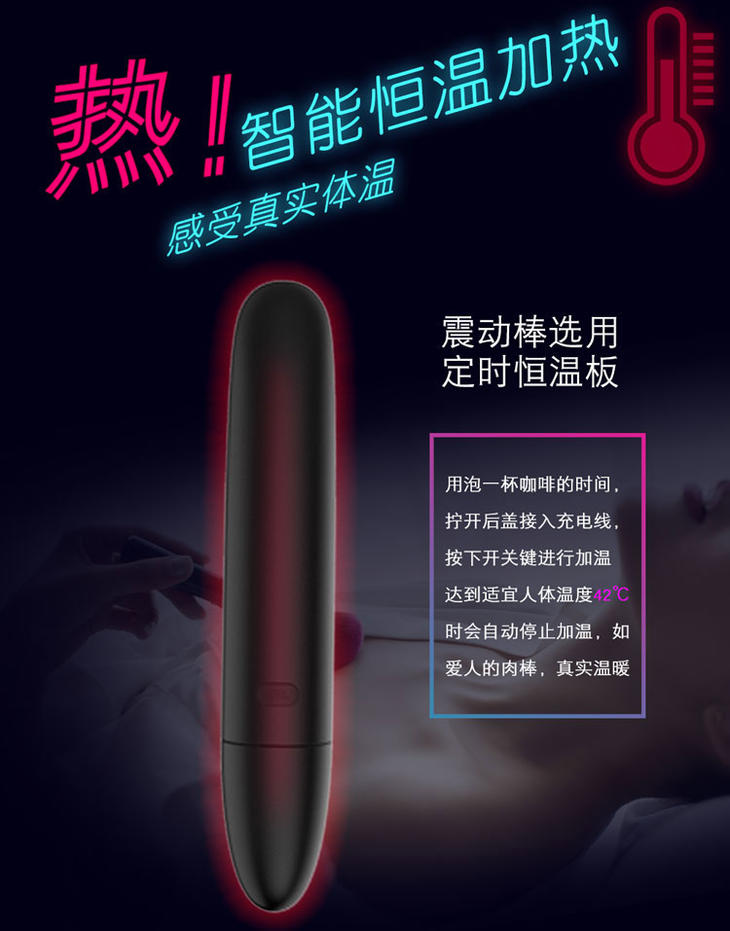 热！智能恒温加热
感受真实体温
震动棒选用
定时恒温板
用泡一杯咖啡的时间，
拧开后盖接入充电线，
按下开关键进行加温
达到适宜人体温度42℃
时会自动停止加温，如
爱人的肉棒，真实温暖